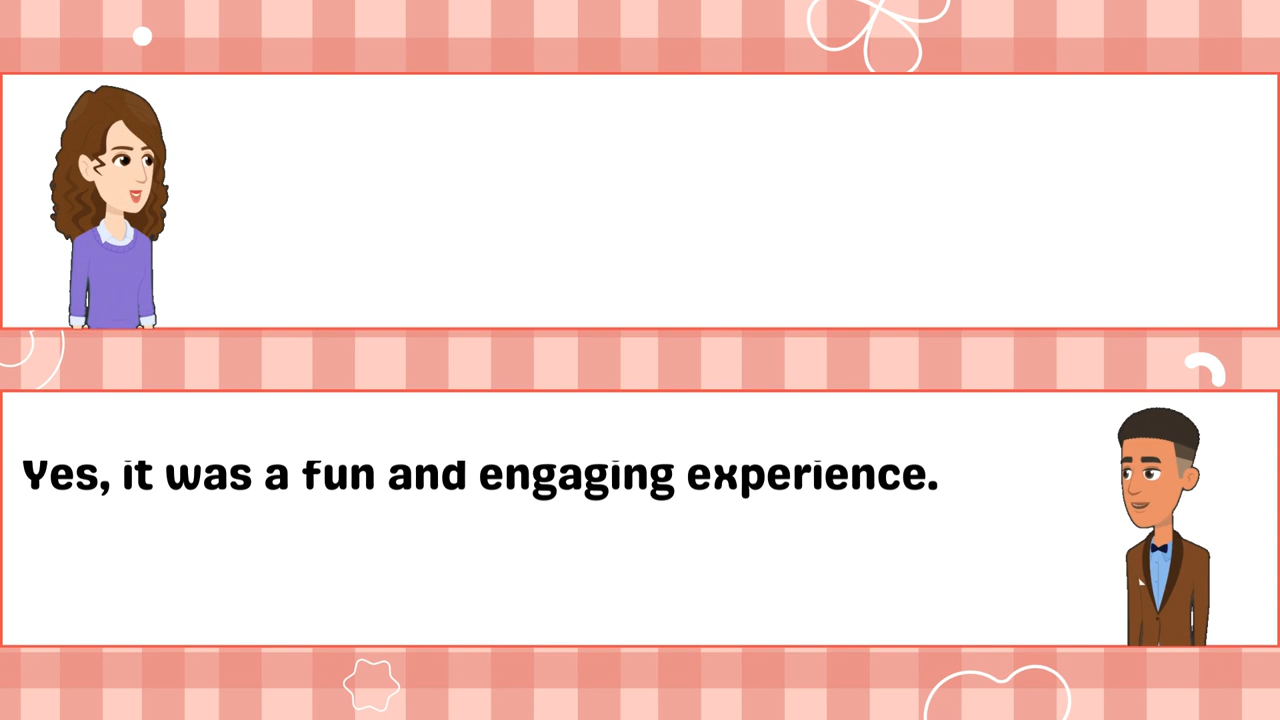 Yes, it was a fun and engaging experience.